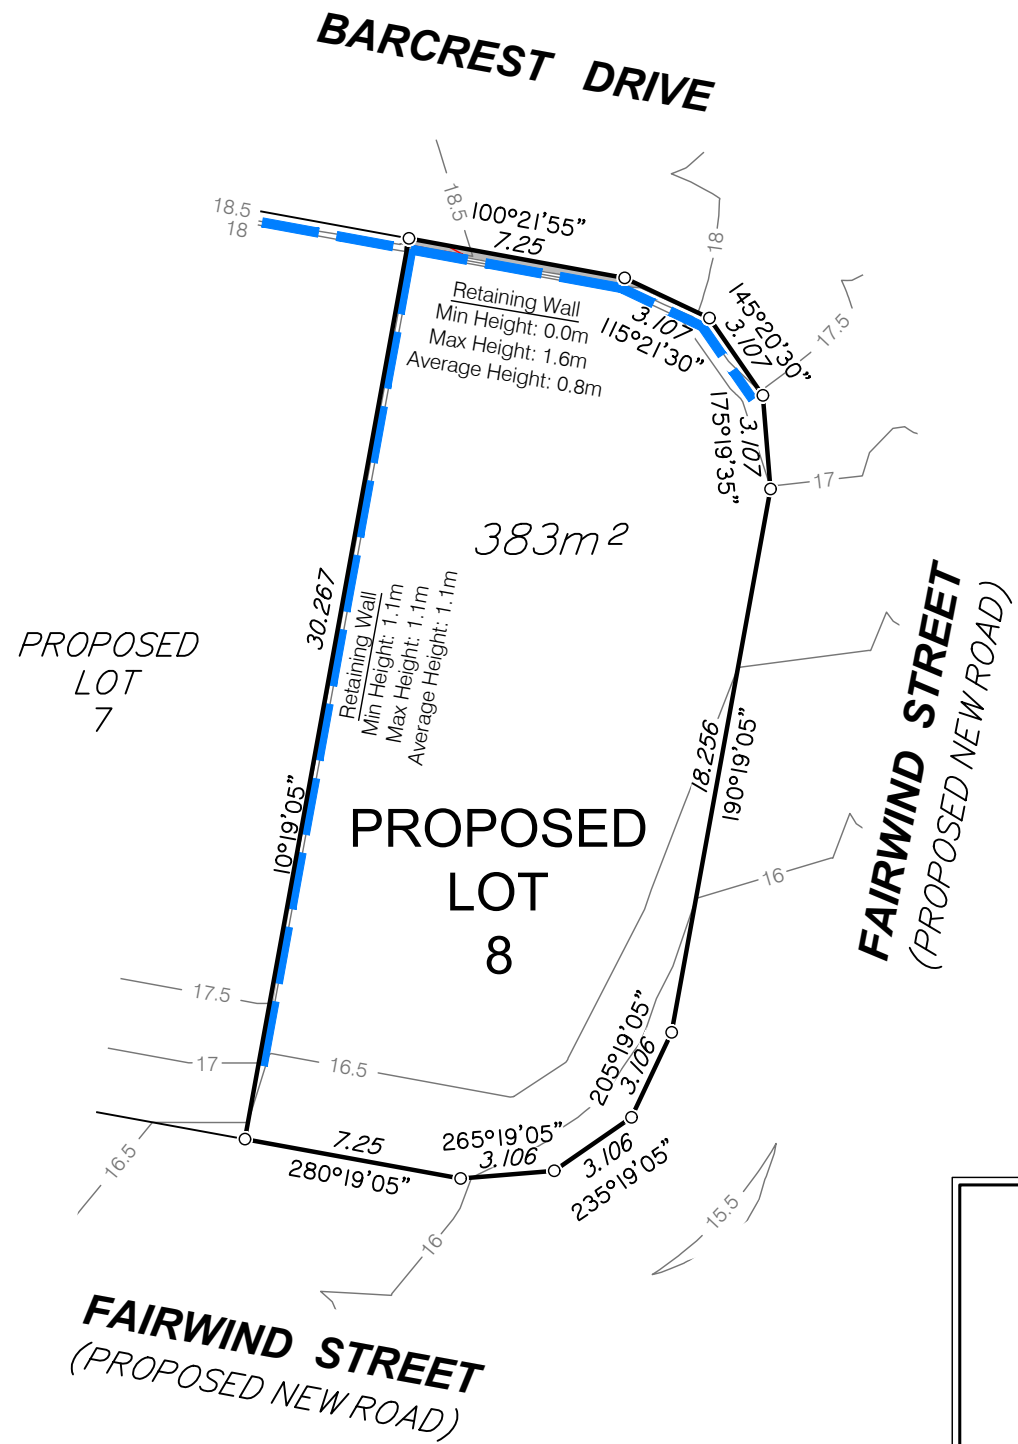 BARCREST DRIVE
18.5
18
18.5
100°21'55"
7.25
18
Retaining Wall
Min Height: 0.0m
Max Height: 1.6m
Average Height: 0.8m
3.107
115°21'30"
145°20'30"
3.107
17.5
3.107
175°19'35"
17
383m²
30.267
10°19'05"
Retaining Wall
Min Height: 1.1m
Max Height: 1.1m
Average Height: 1.1m
PROPOSED
LOT
7
FAIRWIND STREET
(PROPOSED NEW ROAD)
18.256
190°19'05"
PROPOSED
LOT
8
16
17.5
17
16.5
205°19'05"
3.106
16.5
7.25
280°19'05"
265°19'05"
3.106
3.106
235°19'05"
15.5
16
FAIRWIND STREET
(PROPOSED NEW ROAD)